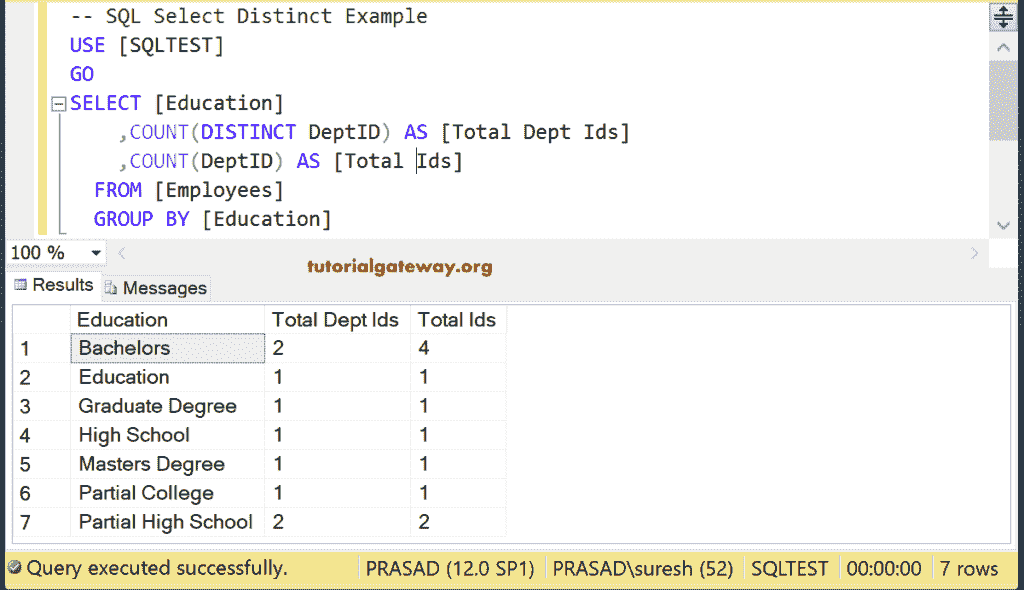 -- SQL Select Distinct Example
USE [SQLTEST]
GO
SELECT [Education]
,COUNT(DISTINCT DeptID) AS [Total Dept Ids]
,COUNT(DeptID) AS [Total Ids]
FROM [Employees]
GROUP BY [Education]
100 %
tutorialgateway.org
Results Messages
Education Total Dept Ids Total Ids
1 Bachelors 2 4
2 Education 1 1
3 Graduate Degree 1 1
4 High School 1 1
5 Masters Degree 1 1
6 Partial College 1 1
7 Partial High School 2 2
Query executed successfully. PRASAD (12.0 SP1) PRASAD\suresh (52) SQLTEST 00:00:00 7 rows